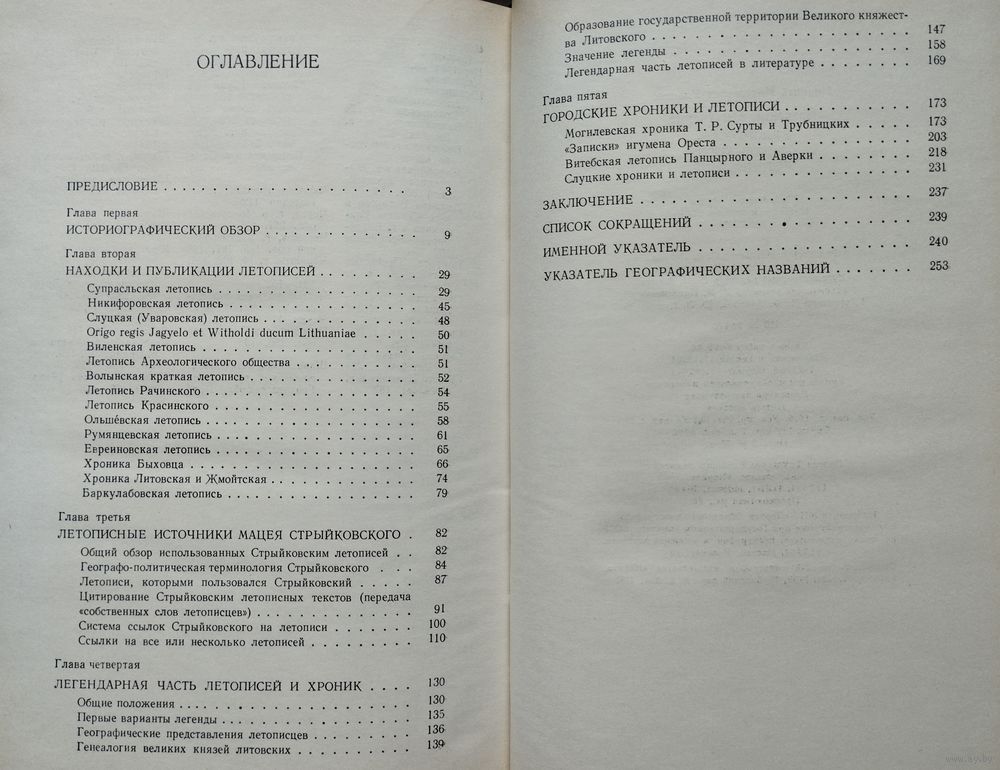 ОГЛАВЛЕНИЕ
ПРЕДИСЛОВИЕ . . . . . . . . . . . . . . . . . . . . 3
Глава первая
ИСТОРИОГРАФИЧЕСКИЙ ОБЗОР . . . . . . . . . . . . . 9
Глава вторая
НАХОДКИ И ПУБЛИКАЦИИ ЛЕТОПИСЕЙ . . . . . . . . 29
Супрасльская летопись . . . . . . . . . . . . . . . . . 29
Никифоровская летопись . . . . . . . . . . . . . . . . 45
Слуцкая (Уваровская) летопись . . . . . . . . . . . . . 48
Origo regis Jagyelo et Witholdi ducum Lithuaniae . . . . . 50
Виленская летопись . . . . . . . . . . . . . . . . . . 51
Летопись Археологического общества . . . . . . . . . . 51
Волынская краткая летопись . . . . . . . . . . . . . . 52
Летопись Рачинского . . . . . . . . . . . . . . . . . . 54
Летопись Красинского . . . . . . . . . . . . . . . . . 55
Ольшéвская летопись . . . . . . . . . . . . . . . . . . 58
Румянцевская летопись . . . . . . . . . . . . . . . . . 61
Евреиновская летопись . . . . . . . . . . . . . . . . . 65
Хроника Быховца . . . . . . . . . . . . . . . . . . . 66
Хроника Литовская и Жмойтская . . . . . . . . . . . . 74
Баркулабовская летопись . . . . . . . . . . . . . . . . 79
Глава третья
ЛЕТОПИСНЫЕ ИСТОЧНИКИ МАЦЕЯ СТРЫЙКОВСКОГО . 82
Общий обзор использованных Стрыйковским летописей . . 82
Географо-политическая терминология Стрыйковского . . . 84
Летописи, которыми пользовался Стрыйковский . . . . . 87
Цитирование Стрыйковским летописных текстов (передача
«собственных слов летописцев») . . . . . . . . . . . . . 91
Система ссылок Стрыйковского на летописи . . . . . . . 100
Ссылки на все или несколько летописей . . . . . . . . . 110
Глава четвертая
ЛЕГЕНДАРНАЯ ЧАСТЬ ЛЕТОПИСЕЙ И ХРОНИК . . . . 130
Общие положения . . . . . . . . . . . . . . . . . . . 130
Первые варианты легенды . . . . . . . . . . . . . . . . 135
Географические представления летописцев . . . . . . . . 136
Генеалогия великих князей литовских . . . . . . . . . . 139
Образование государственной территории Великого княжест-
ва Литовского . . . . . . . . . . . . . . . . . . . . . 147
Значение легенды . . . . . . . . . . . . . . . . . . . 158
Легендарная часть летописей в литературе . . . . . . . . 169
Глава пятая
ГОРОДСКИЕ ХРОНИКИ И ЛЕТОПИСИ . . . . . . . . . . . 173
Могилевская хроника Т. Р. Сурты и Трубницких . . . . . 173
«Записки» игумена Ореста . . . . . . . . . . . . . . . . 203
Витебская летопись Панцырного и Аверки . . . . . . . . 218
Слуцкие хроники и летописи . . . . . . . . . . . . . . . 231
ЗАКЛЮЧЕНИЕ . . . . . . . . . . . . . . . . . . . . . . 237
СПИСОК СОКРАЩЕНИЙ . . . . . . . . . . . . . . . . . . 239
ИМЕННОЙ УКАЗАТЕЛЬ . . . . . . . . . . . . . . . . . . 240
УКАЗАТЕЛЬ ГЕОГРАФИЧЕСКИХ НАЗВАНИЙ . . . . . . . 253
www.ay.by